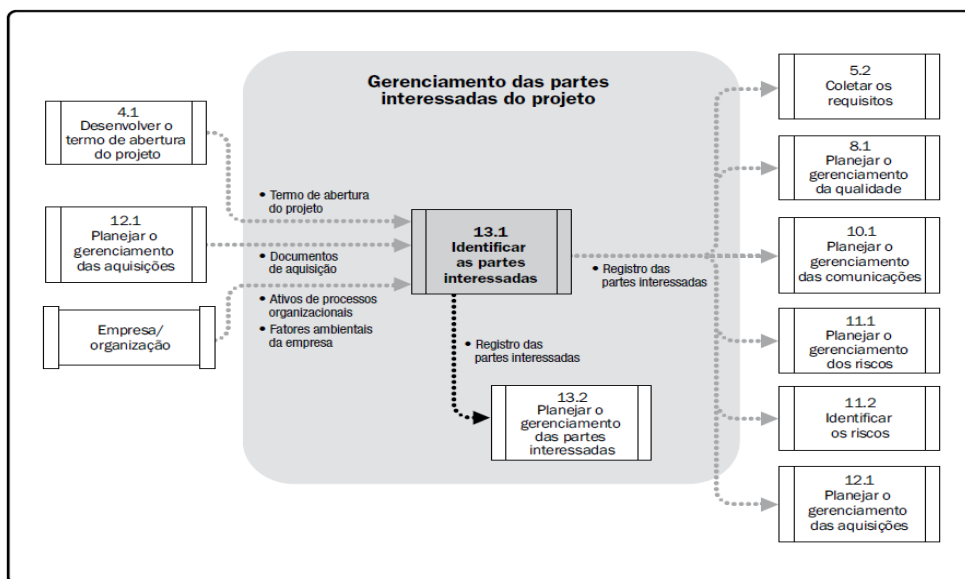 Gerenciamento das partes
interessadas do projeto
4.1
Desenvolver o
termo de abertura
do projeto
12.1
Planejar o
gerenciamento
das aquisições
Empresa/
organização
• Termo de abertura
do projeto
• Documentos
de aquisição
• Ativos de processos
organizacionais
• Fatores ambientais
da empresa
13.1
Identificar
as partes
interessadas
• Registro das
partes interessadas
• Registro das
partes interessadas
13.2
Planejar o
gerenciamento
das partes
interessadas
5.2
Coletar os
requisitos
8.1
Planejar o
gerenciamento
da qualidade
10.1
Planejar o
gerenciamento
das comunicações
11.1
Planejar o
gerenciamento
dos riscos
11.2
Identificar
os riscos
12.1
Planejar o
gerenciamento
das aquisições